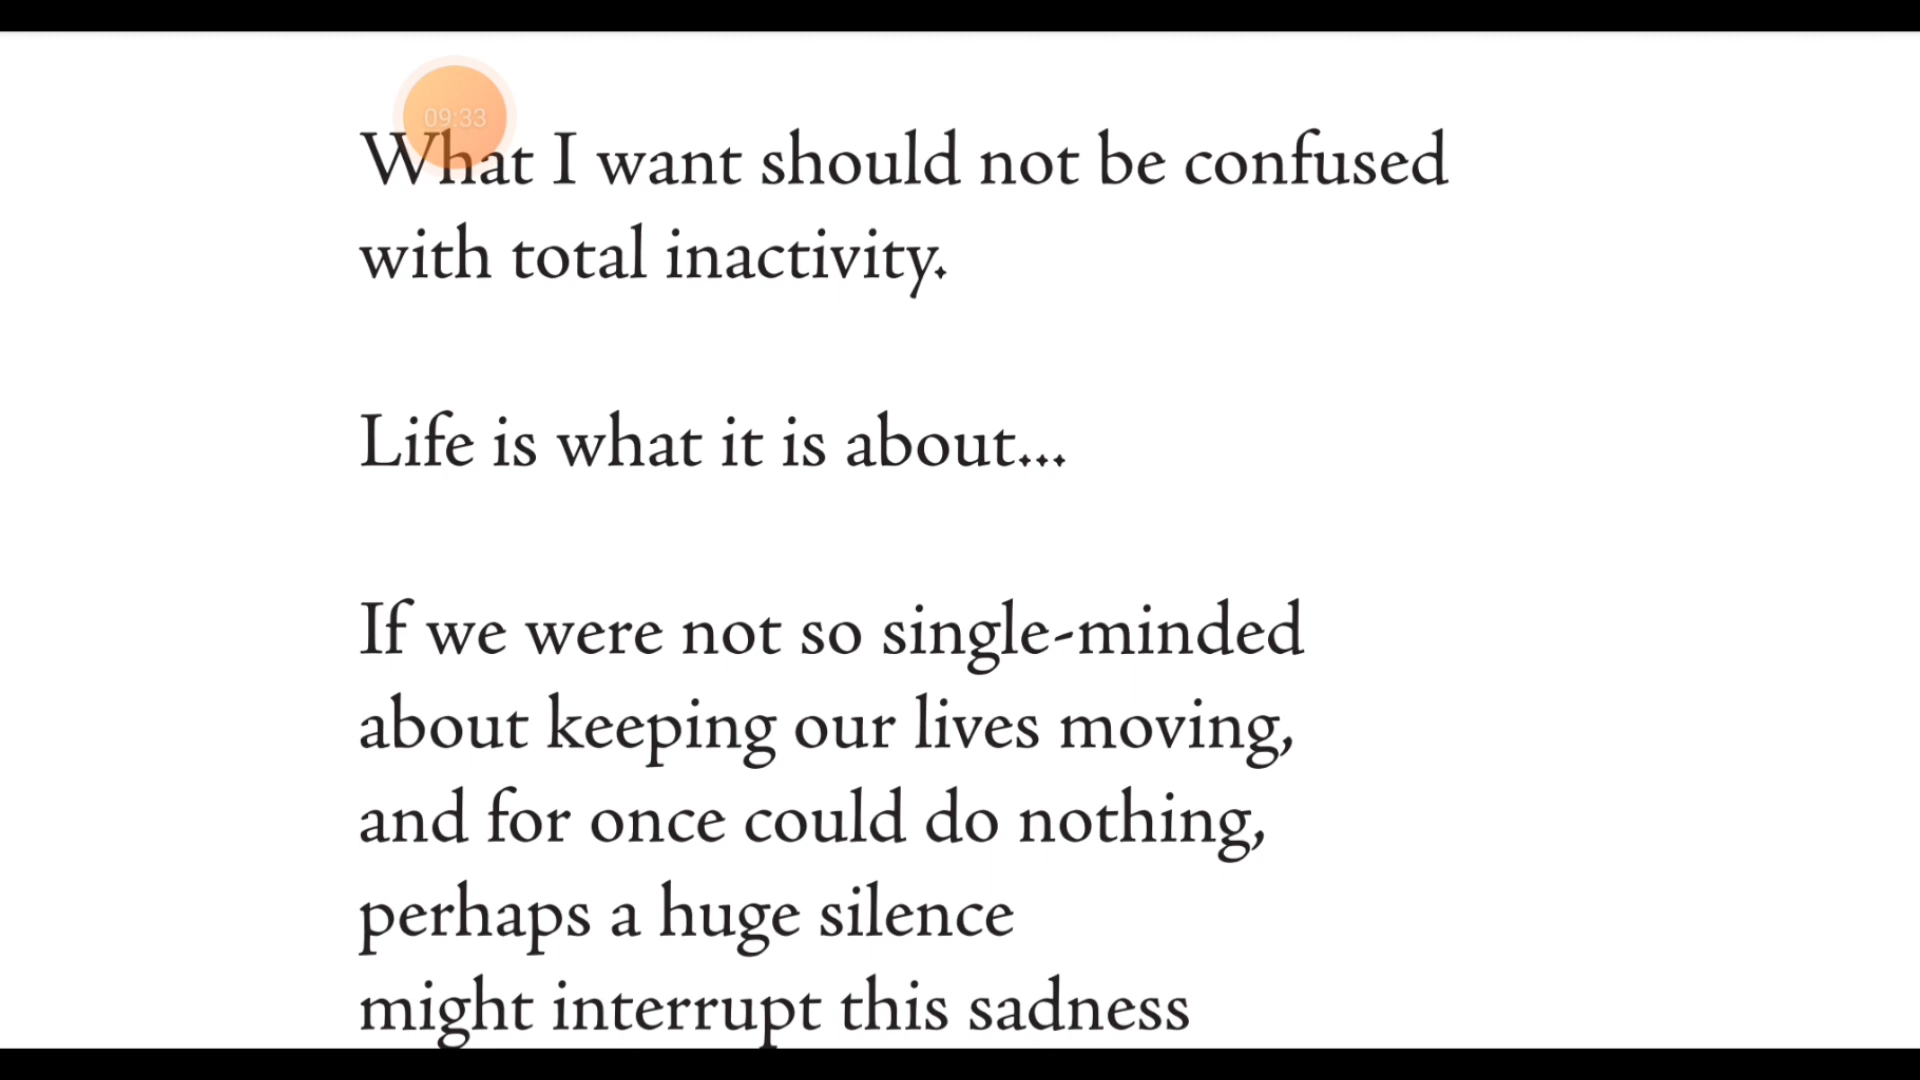 09:33
What I want should not be confused
with total inactivity.
Life is what it is about...
If we were not so single-minded
about keeping our lives moving,
and for once could do nothing,
perhaps a huge silence
might interrupt this sadness